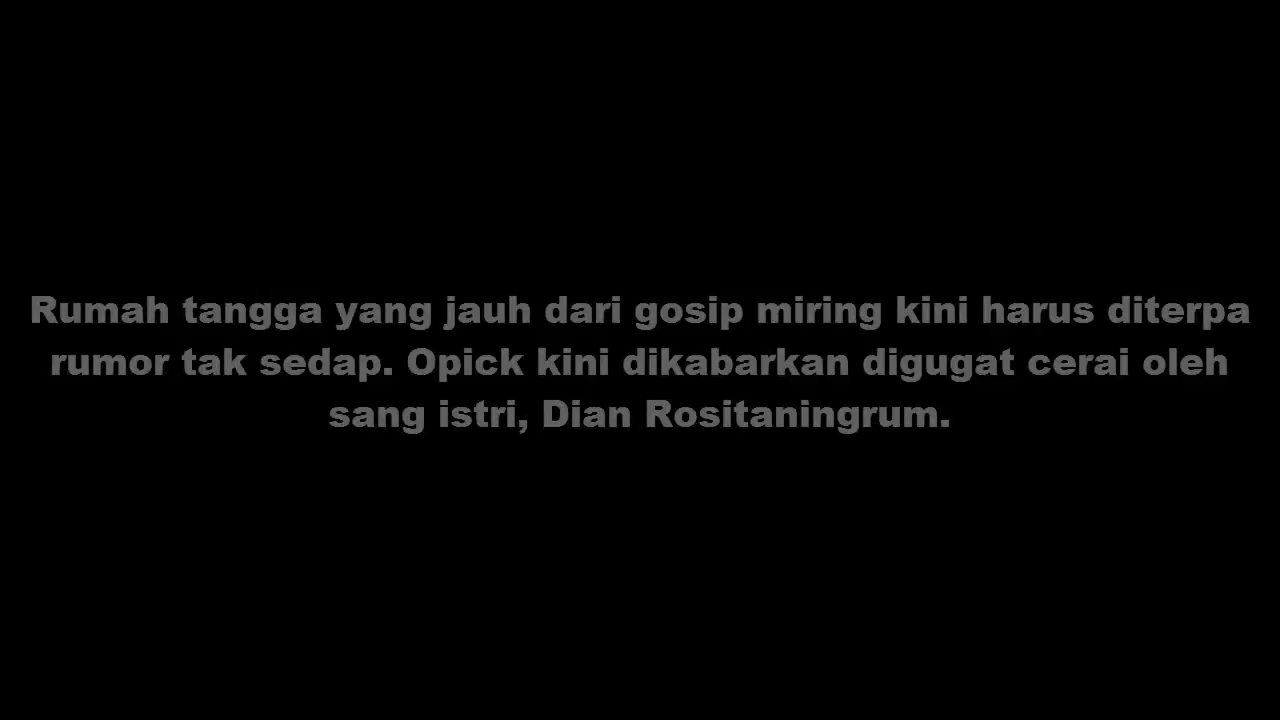 Rumah tangga yang jauh dari gosip miring kini harus diterpa
rumor tak sedap. Opick kini dikabarkan digugat cerai oleh
sang istri, Dian Rositaningrum.